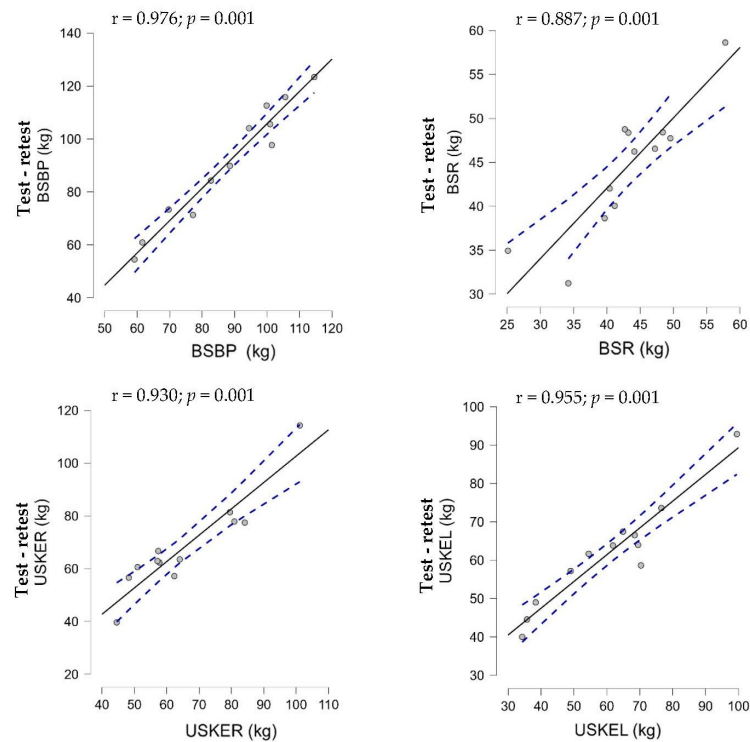 r = 0.976; p = 0.001
140
120
100
80
60
40
Test - retest
BSBP (kg)
50 60 70 80 90 100 110 120
BSBP (kg)
r = 0.887; p = 0.001
60
55
50
45
40
35
30
Test - retest
BSR (kg)
25 30 35 40 45 50 55 60
BSR (kg)
r = 0.930; p = 0.001
120
100
80
60
40
20
Test - retest
USKER (kg)
40 50 60 70 80 90 100 110
USKER (kg)
r = 0.955; p = 0.001
100
90
80
70
60
50
40
30
Test - retest
USKEL (kg)
30 40 50 60 70 80 90 100
USKEL (kg)